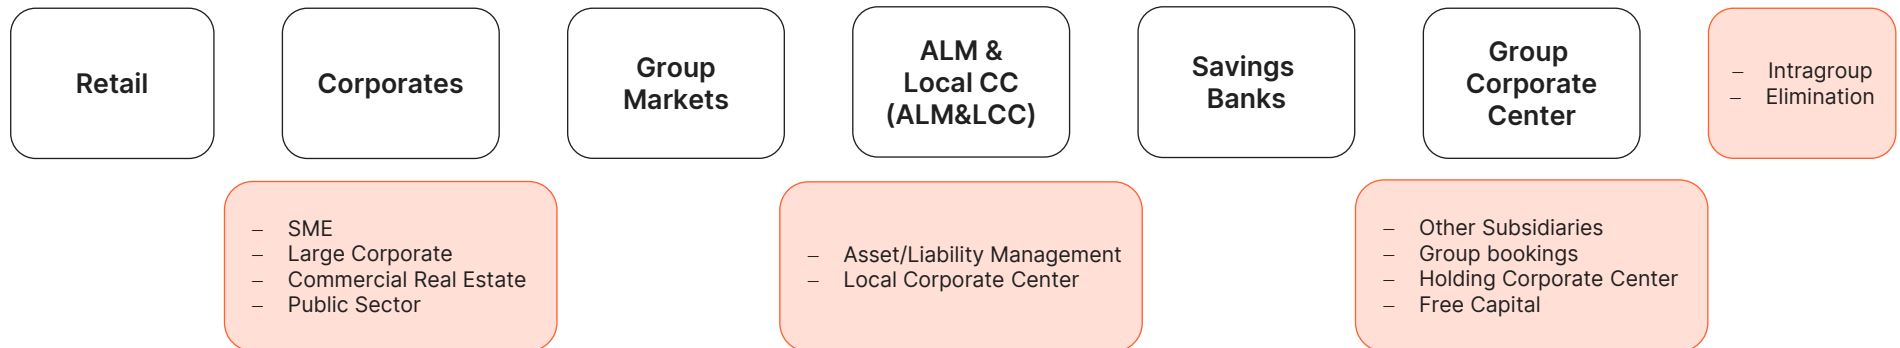 Retail
Corporates
Group
Markets
ALM &
Local CC
(ALM&LCC)
Savings
Banks
Group
Corporate
Center
– Intragroup
– Elimination
– SME
– Large Corporate
– Commercial Real Estate
– Public Sector
– Asset/Liability Management
– Local Corporate Center
– Other Subsidiaries
– Group bookings
– Holding Corporate Center
– Free Capital